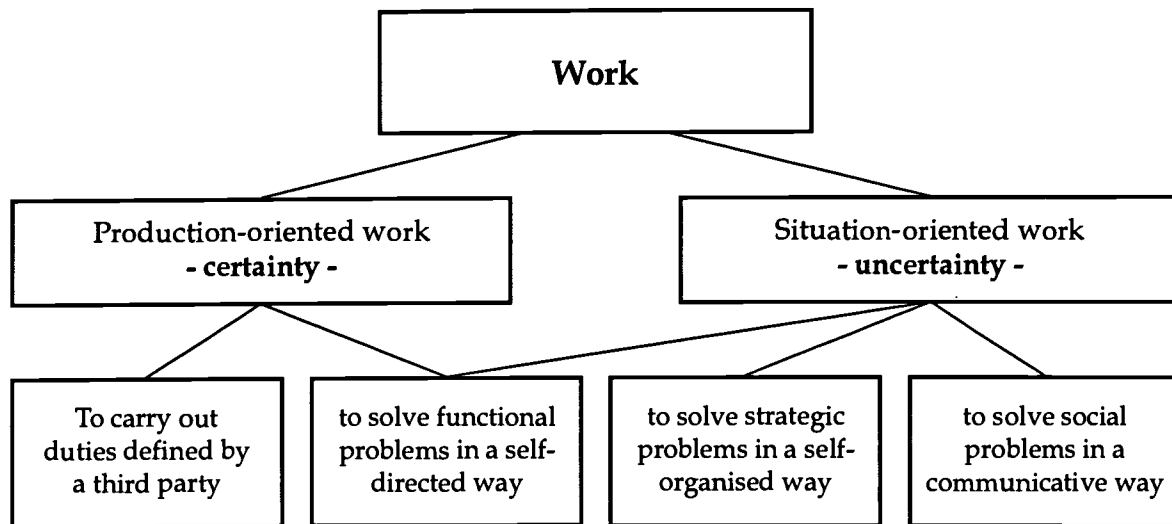 Work
Production-oriented work
- certainty -
Situation-oriented work
- uncertainty -
To carry out
duties defined by
a third party
to solve functional
problems in a self-
directed way
to solve strategic
problems in a self-
organised way
to solve social
problems in a
communicative way